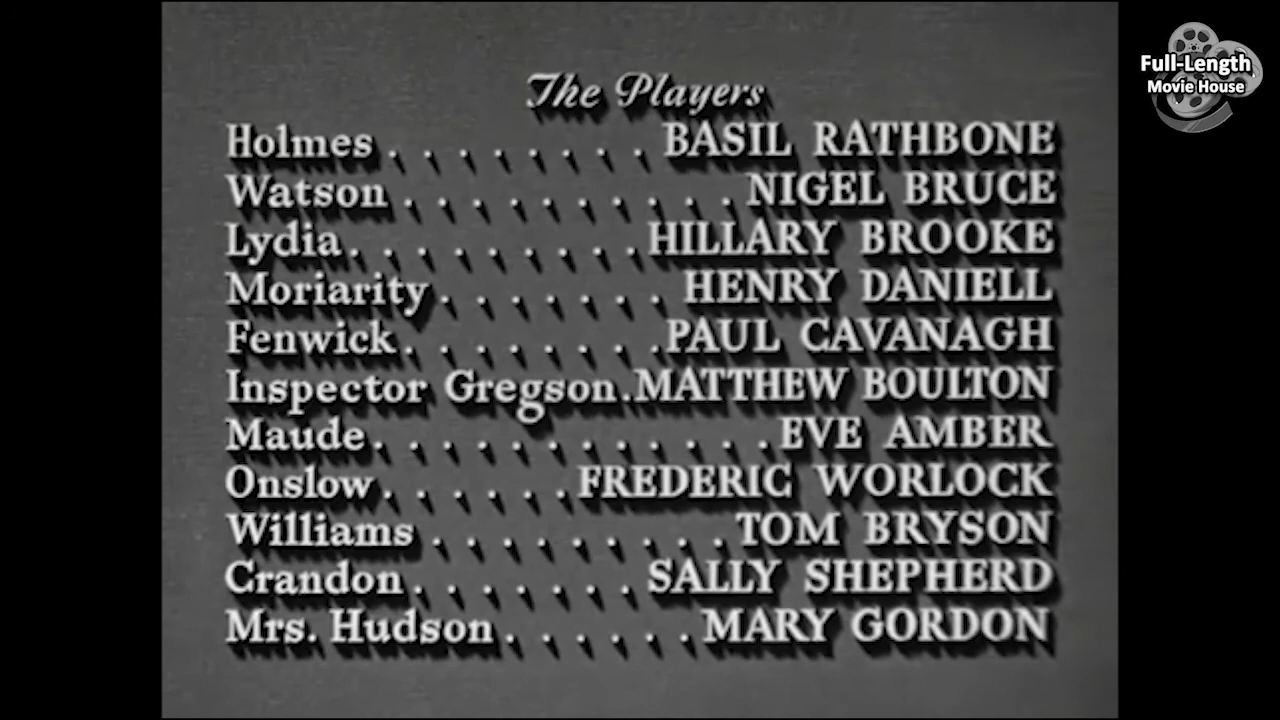 Full-Length
Movie House
The Players
Holmes . . . . . . . . BASIL RATHBONE
Watson . . . . . . . . . . NIGEL BRUCE
Lydia . . . . . . . . . HILLARY BROOKE
Moriarity . . . . . . . HENRY DANIELL
Fenwick . . . . . . . . PAUL CAVANAGH
Inspector Gregson . MATTHEW BOULTON
Maude . . . . . . . . . . . . EVE AMBER
Onslow . . . . . . FREDERIC WORLOCK
Williams . . . . . . . . . TOM BRYSON
Crandon . . . . . . . SALLY SHEPHERD
Mrs. Hudson . . . . . . MARY GORDON